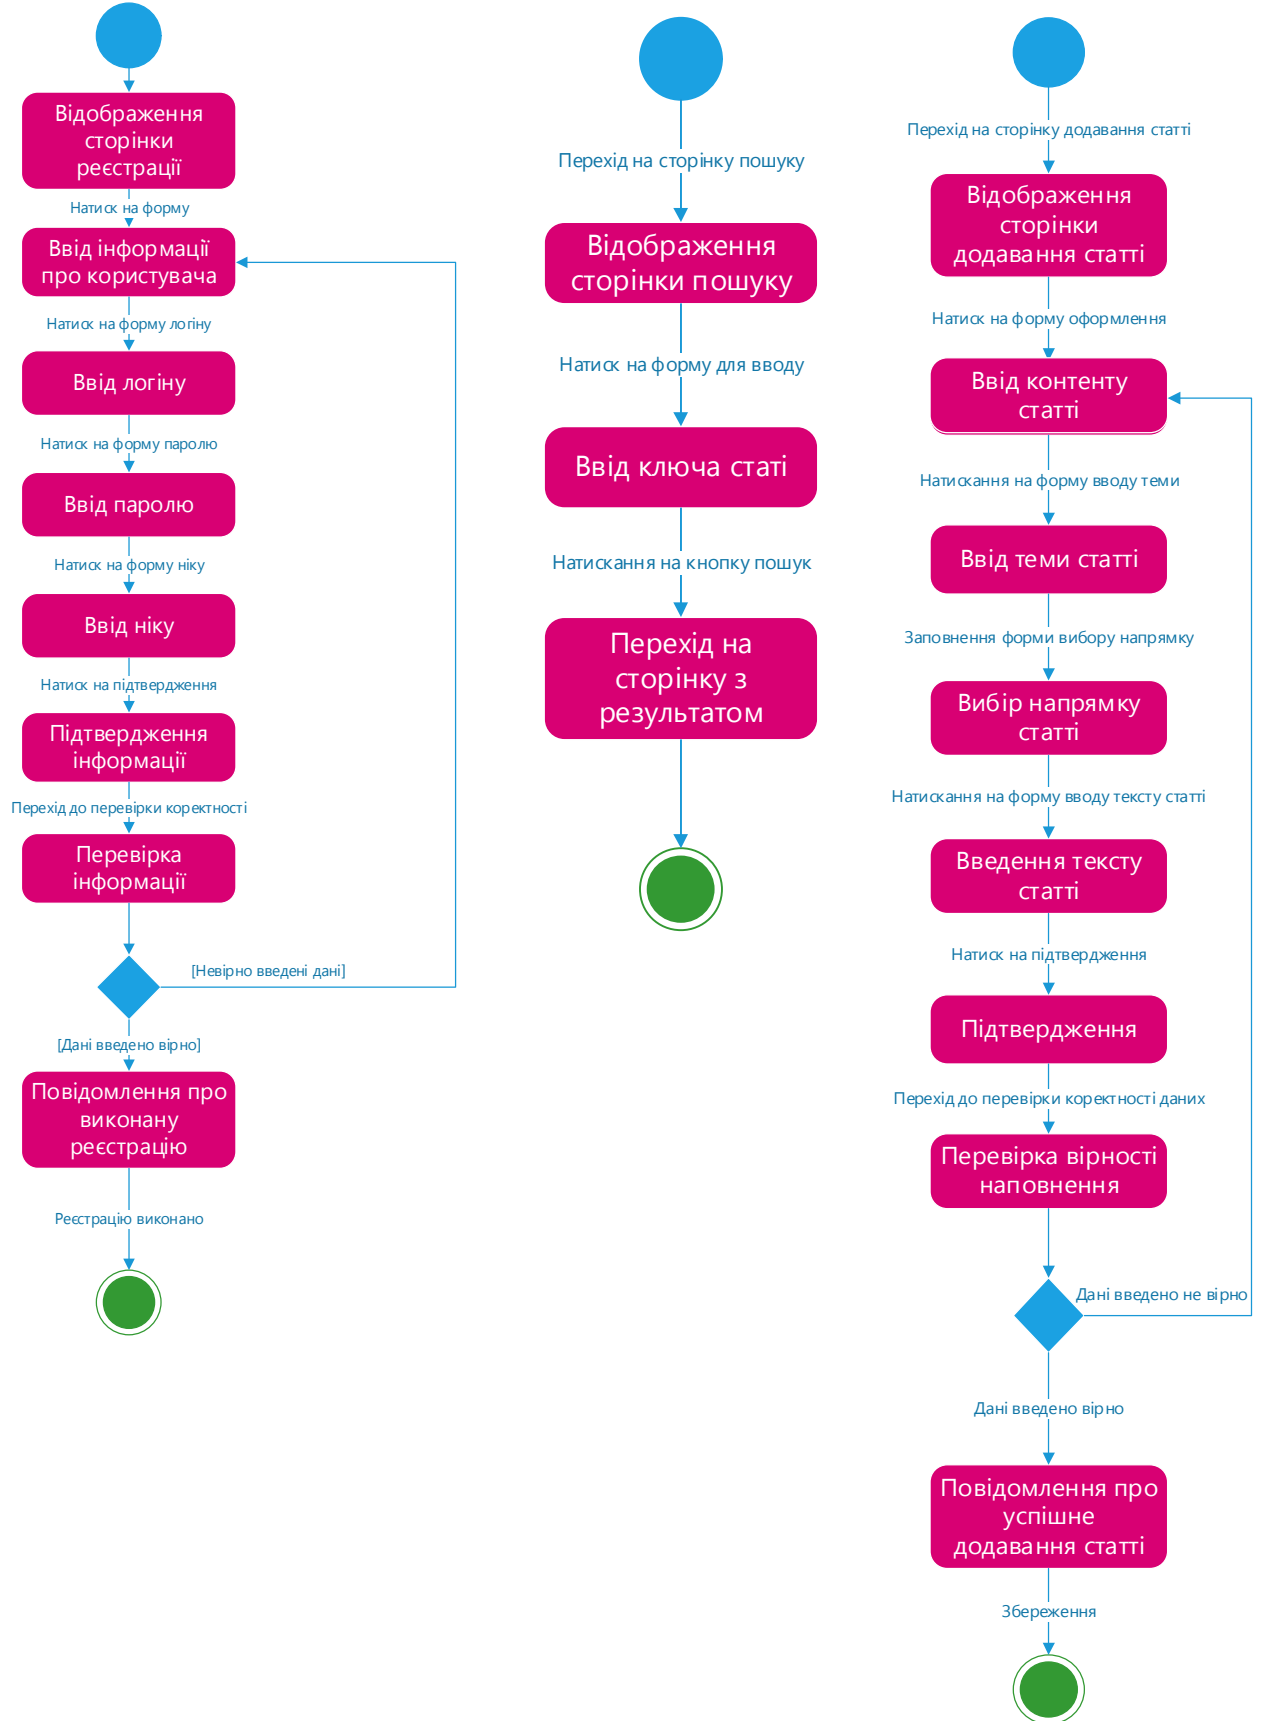 Відображення
сторінки
реєстрації
Натиск на форму
Ввід інформації
про користувача
Натиск на форму логіну
Ввід логіну
Натиск на форму паролю
Ввід паролю
Натиск на форму ніку
Ввід ніку
Натиск на підтвердження
Підтвердження
інформації
Перехід до перевірки коректності
Перевірка
інформації
[Невірно введені дані]
[Дані введено вірно]
Повідомлення про
виконану
реєстрацію
Реєстрацію виконано
Перехід на сторінку пошуку
Відображення
сторінки пошуку
Натиск на форму для вводу
Ввід ключа статі
Натискання на кнопку пошук
Перехід на
сторінку з
результатом
Перехід на сторінку додавання статті
Відображення
сторінки
додавання статті
Натиск на форму оформлення
Ввід контенту
статті
Натискання на форму вводу теми
Ввід теми статті
Заповнення форми вибору напрямку
Вибір напрямку
статті
Натискання на форму вводу тексту статті
Введення тексту
статті
Натиск на підтвердження
Підтвердження
Перехід до перевірки коректності даних
Перевірка вірності
наповнення
Дані введено не вірно
Дані введено вірно
Повідомлення про
успішне
додавання статті
Збереження